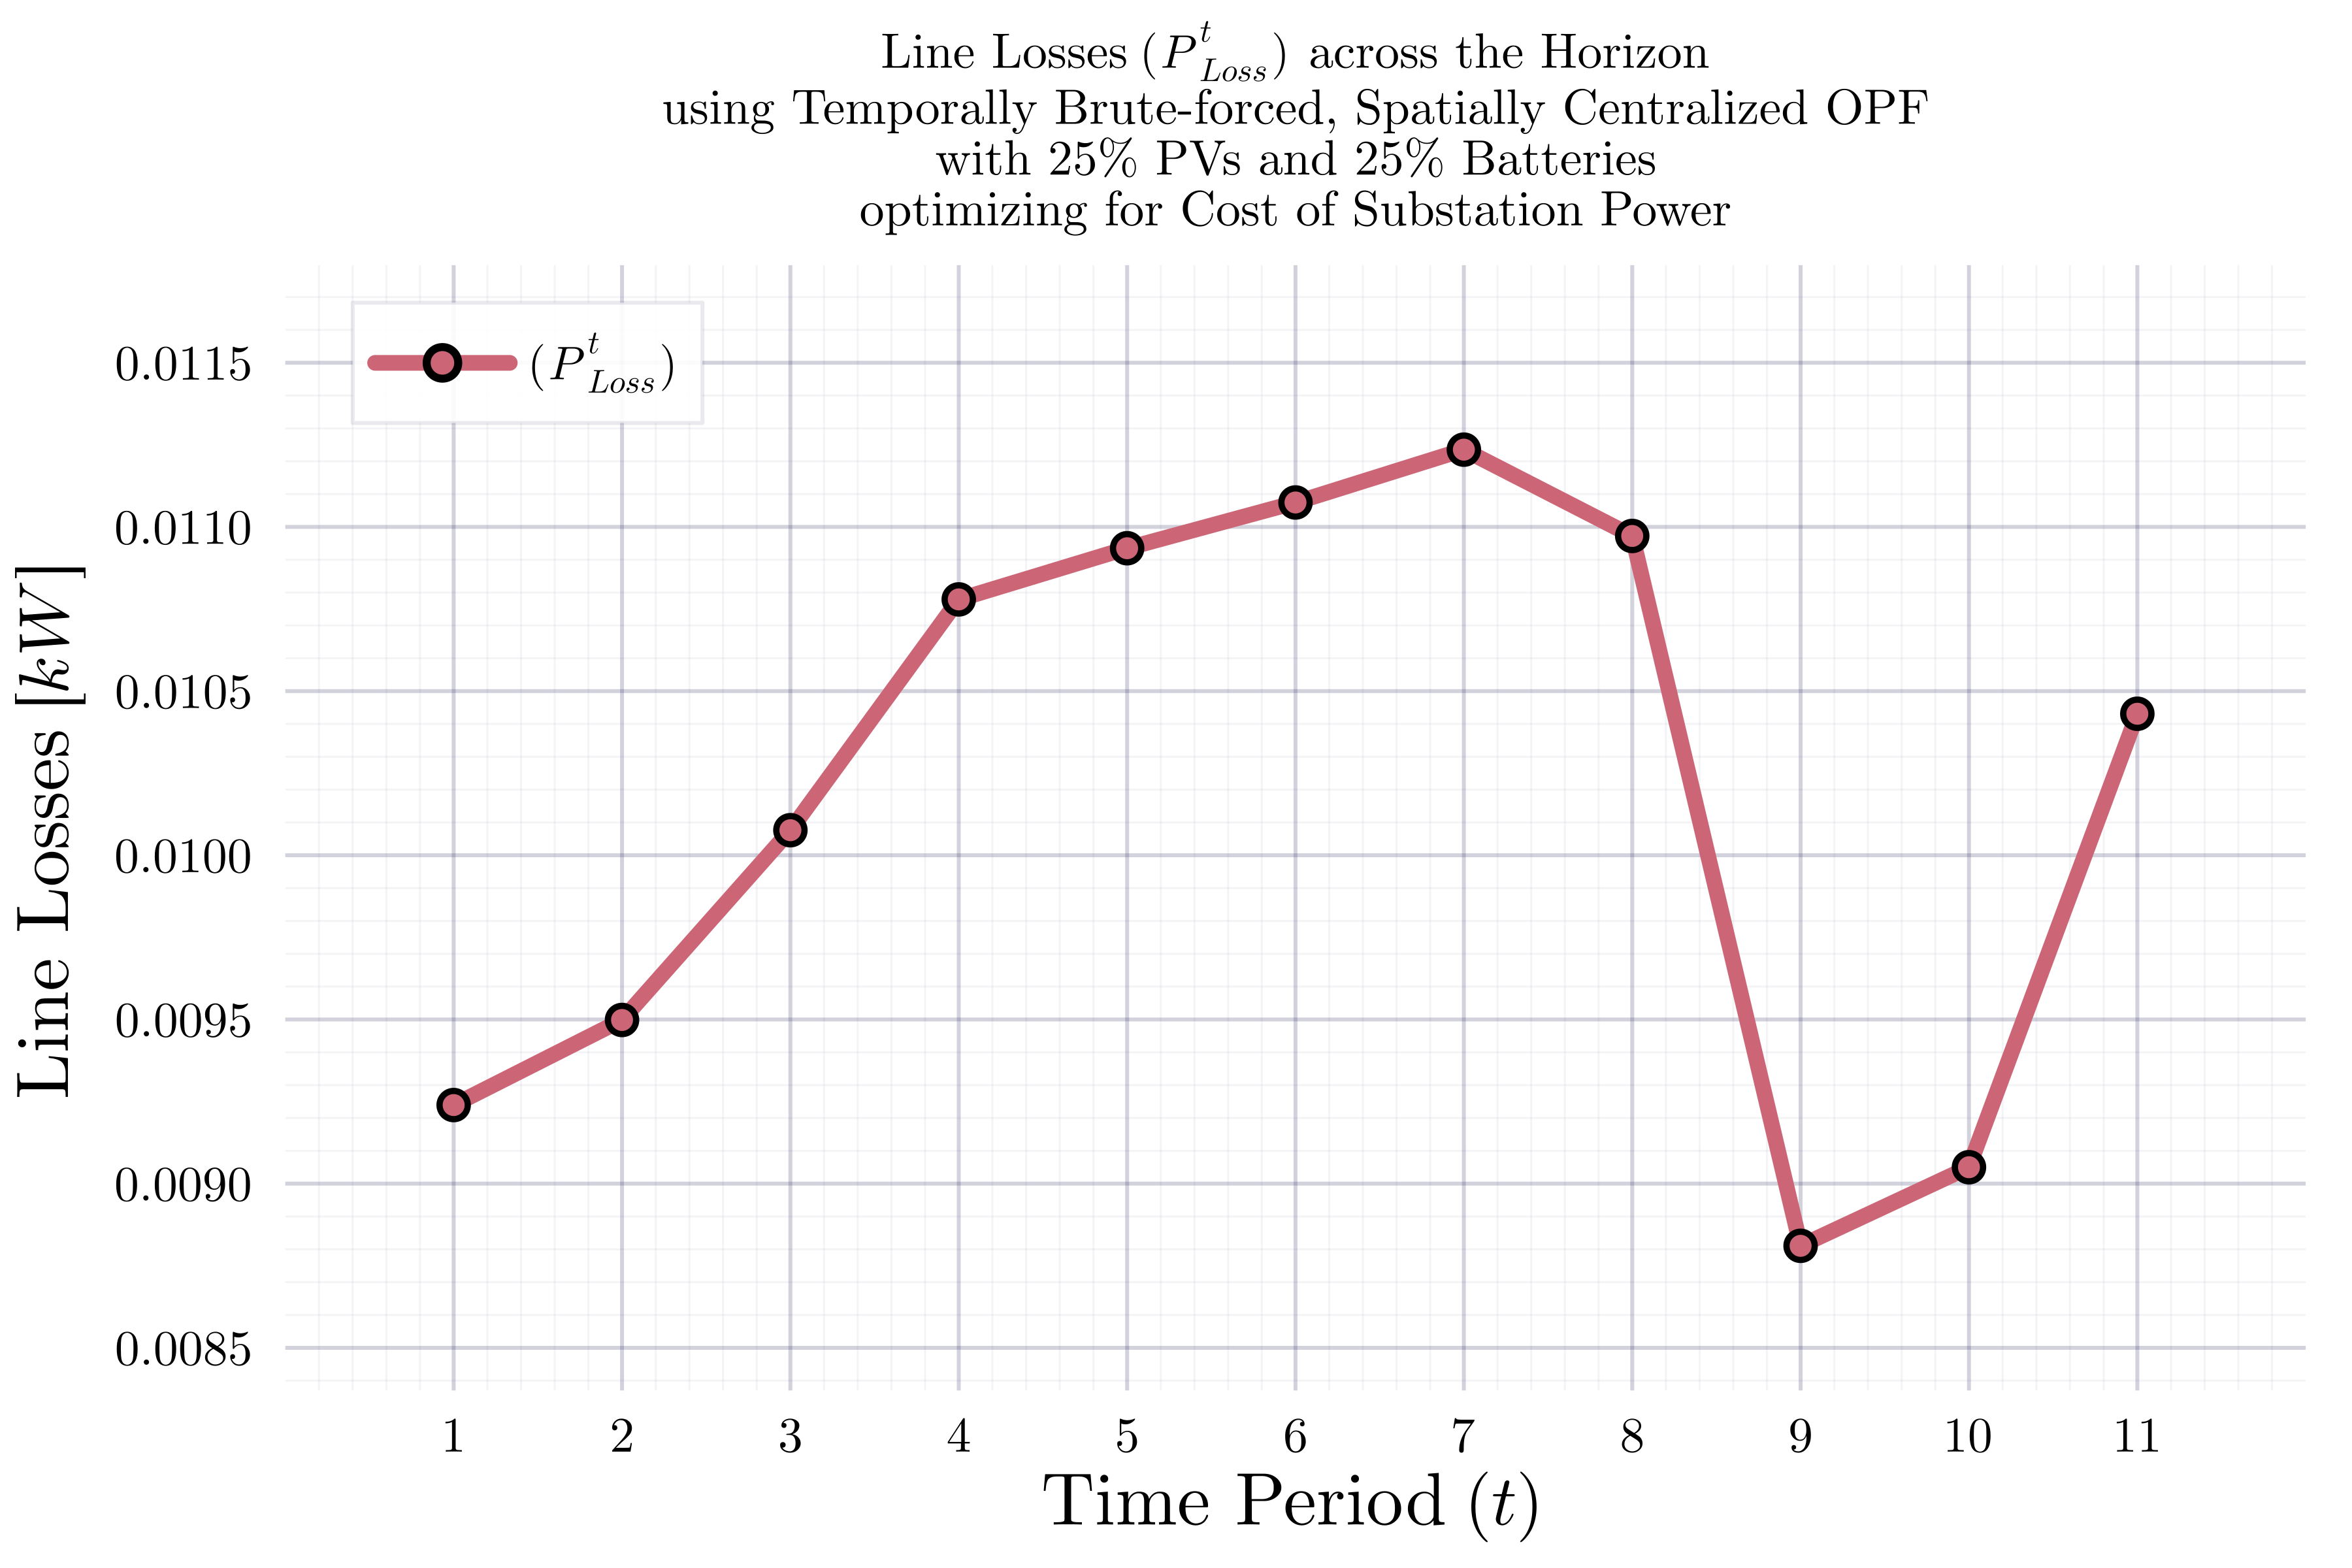 Line Losses (P^t_Loss) across the Horizon
using Temporally Brute-forced, Spatially Centralized OPF
with 25% PVs and 25% Batteries
optimizing for Cost of Substation Power
(P^t_Loss)
Line Losses [kW]
0.0115
0.0110
0.0105
0.0100
0.0095
0.0090
0.0085
1 2 3 4 5 6 7 8 9 10 11
Time Period (t)